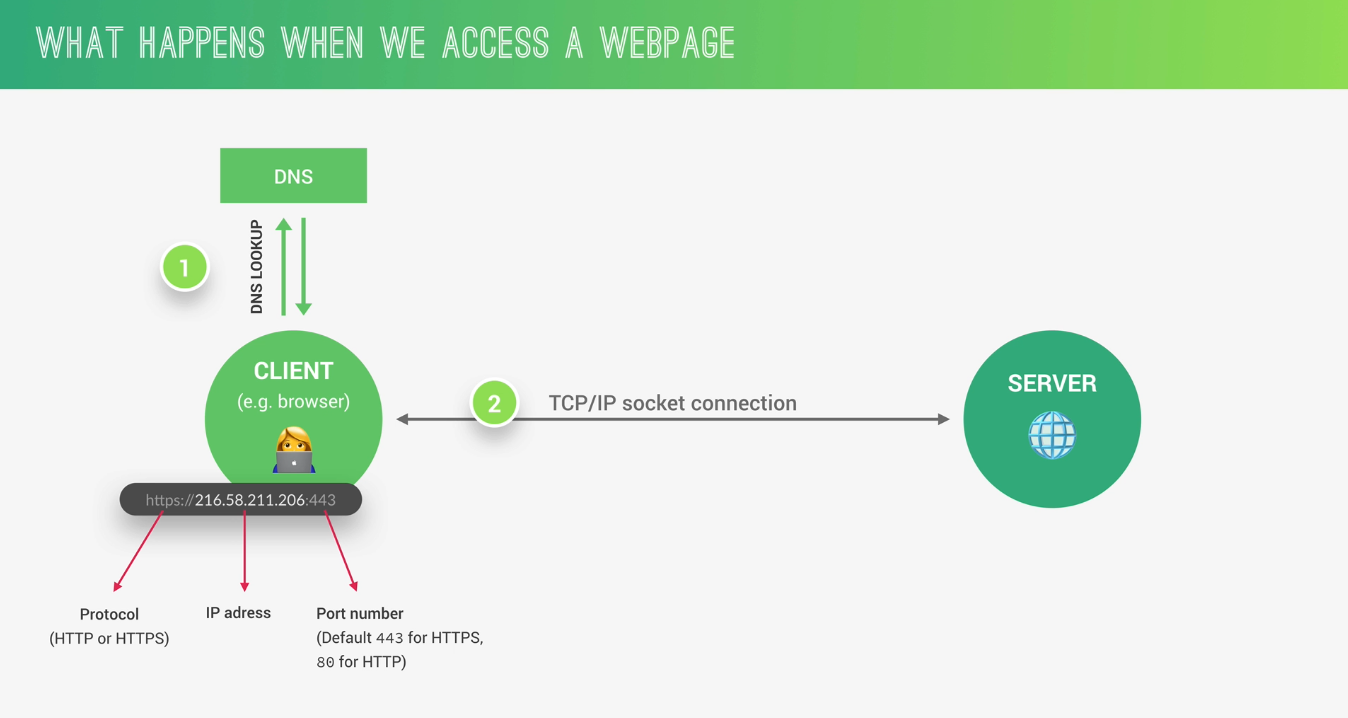 WHAT HAPPENS WHEN WE ACCESS A WEBPAGE
DNS
DNS LOOKUP
1
CLIENT
(e.g. browser)
2
TCP/IP socket connection
SERVER
https://216.58.211.206:443
Protocol
(HTTP or HTTPS)
IP adress
Port number
(Default 443 for HTTPS,
80 for HTTP)